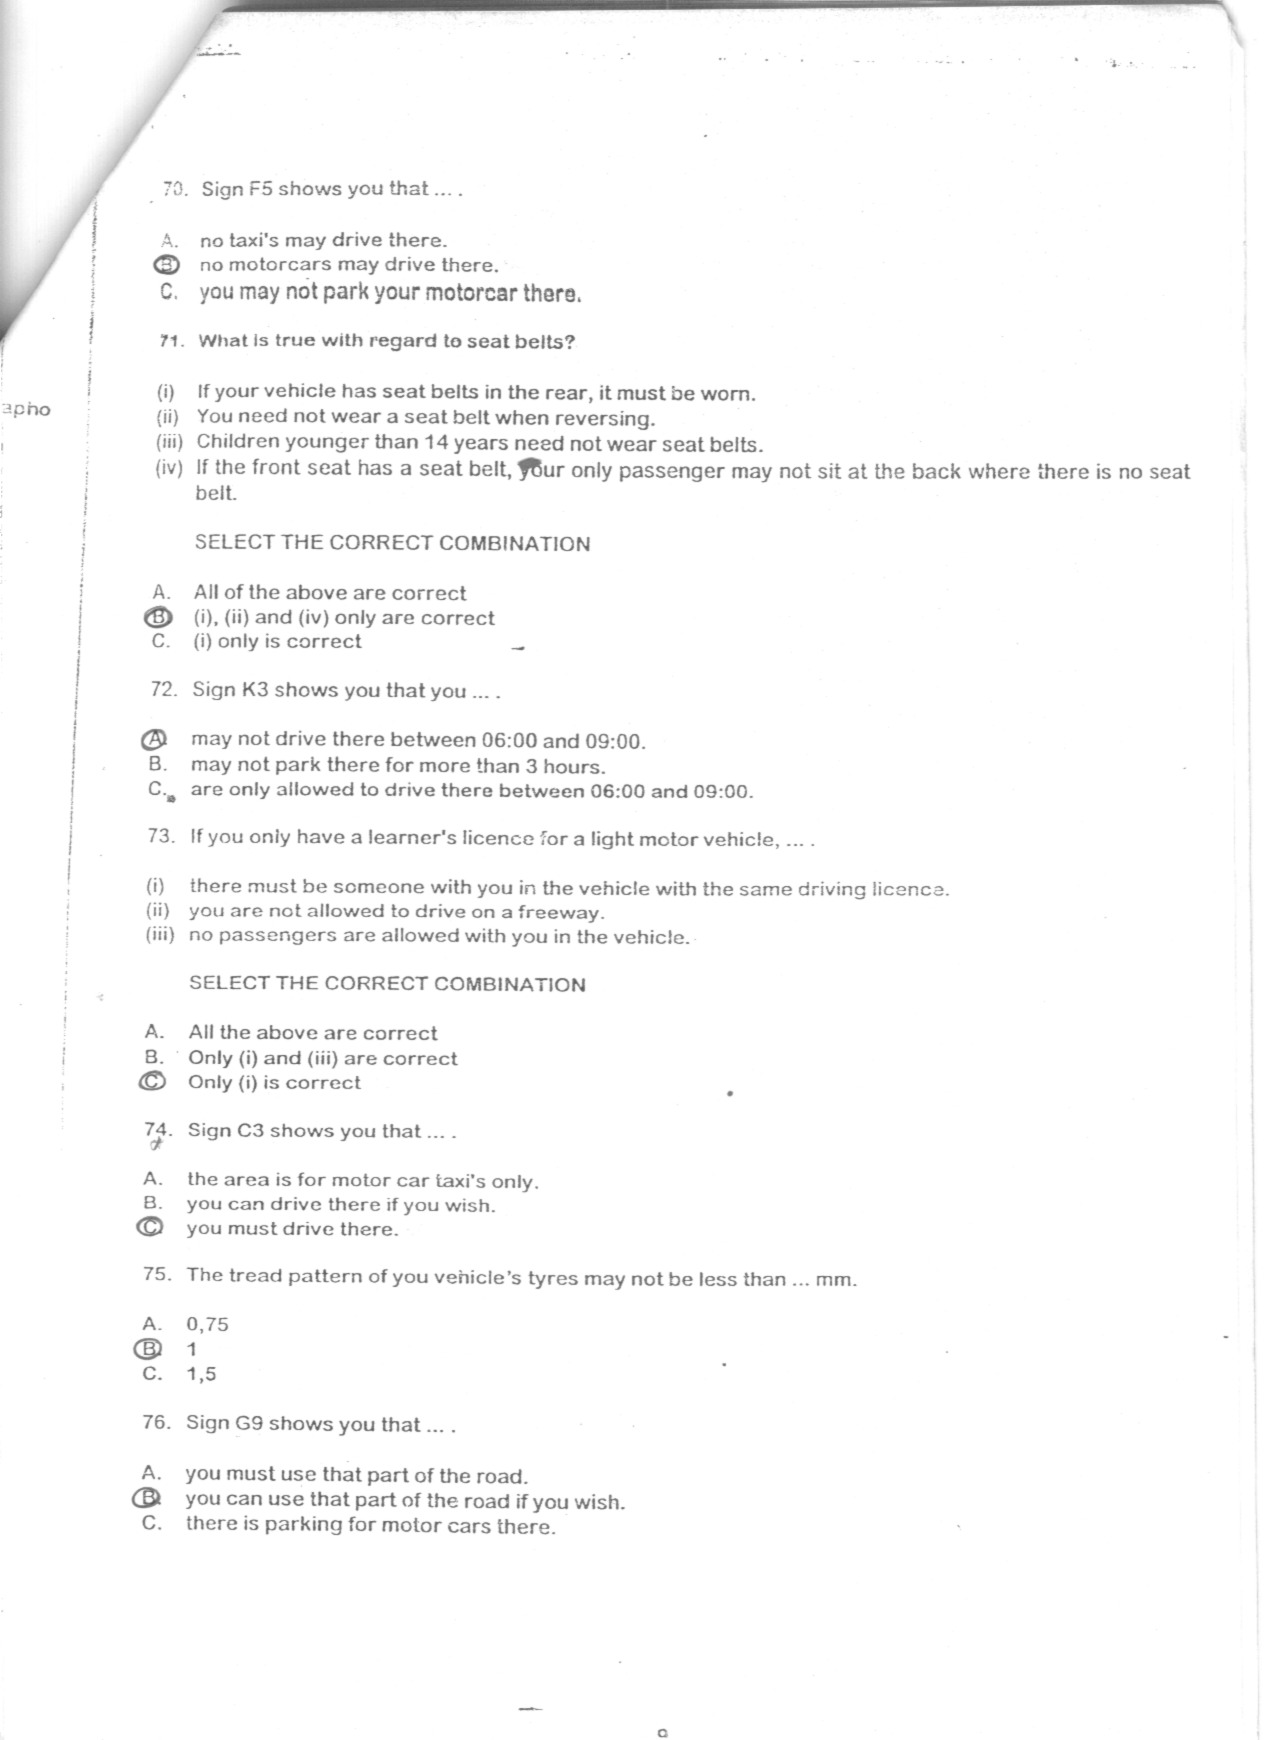 70. Sign F5 shows you that ... .
A. no taxi's may drive there.
B no motorcars may drive there.
C. you may not park your motorcar there.
71. What is true with regard to seat belts?
(i) If your vehicle has seat belts in the rear, it must be worn.
apho
(ii) You need not wear a seat belt when reversing.
(iii) Children younger than 14 years need not wear seat belts.
(iv) If the front seat has a seat belt, your only passenger may not sit at the back where there is no seat
belt.
SELECT THE CORRECT COMBINATION
A. All of the above are correct
B (i), (ii) and (iv) only are correct
C. (i) only is correct
72. Sign K3 shows you that you ... .
A may not drive there between 06:00 and 09:00.
B. may not park there for more than 3 hours.
C. are only allowed to drive there between 06:00 and 09:00.
73. If you only have a learner's licence for a light motor vehicle, ... .
(i) there must be someone with you in the vehicle with the same driving licence.
(ii) you are not allowed to drive on a freeway.
(iii) no passengers are allowed with you in the vehicle.
SELECT THE CORRECT COMBINATION
A. All the above are correct
B. Only (i) and (iii) are correct
C Only (i) is correct
74. Sign C3 shows you that ... .
A. the area is for motor car taxi's only.
B. you can drive there if you wish.
C you must drive there.
75. The tread pattern of you vehicle's tyres may not be less than ... mm.
A. 0,75
B 1
C. 1,5
76. Sign G9 shows you that ... .
A. you must use that part of the road.
B you can use that part of the road if you wish.
C. there is parking for motor cars there.